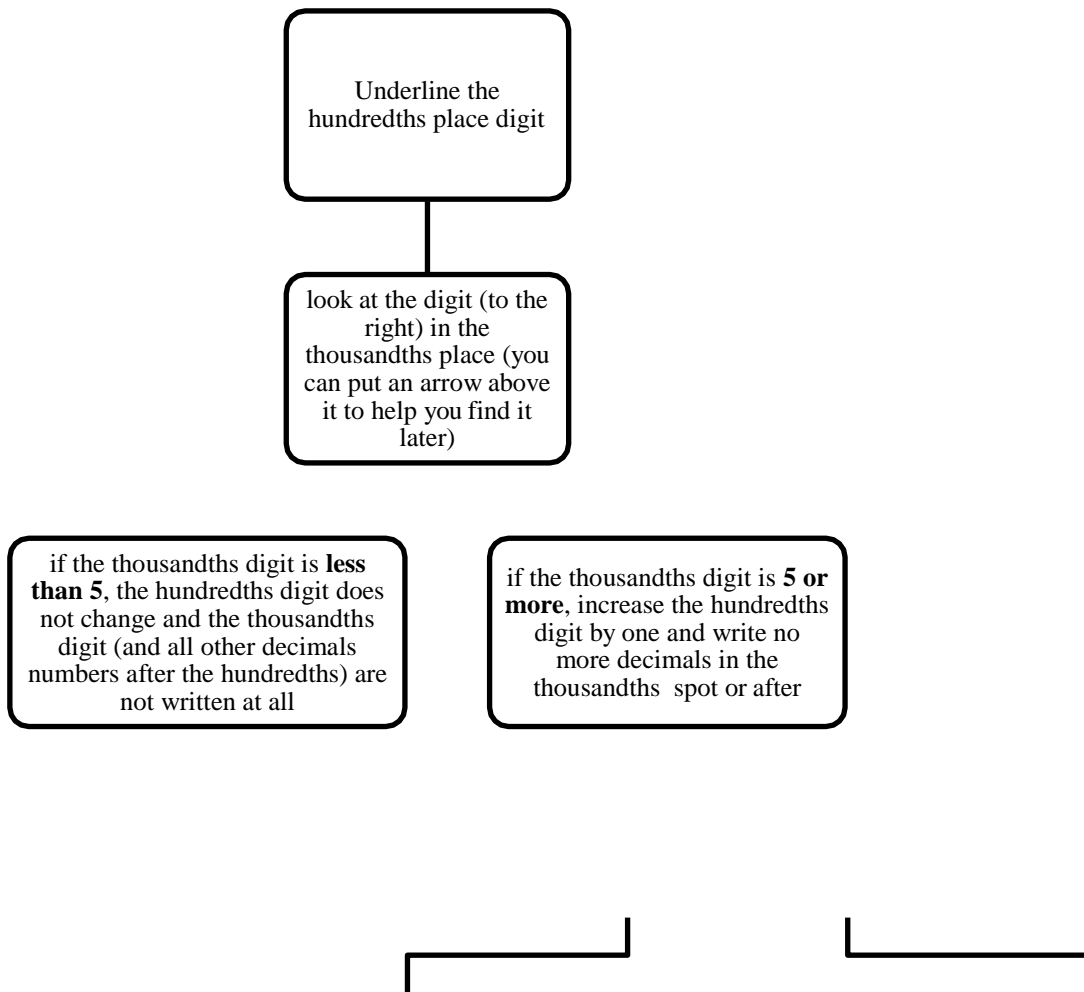 Underline the
hundredths place digit
look at the digit (to the
right) in the
thousandths place (you
can put an arrow above
it to help you find it
later)
if the thousandths digit is less
than 5, the hundredths digit does
not change and the thousandths
digit (and all other decimals
numbers after the hundredths) are
not written at all
if the thousandths digit is 5 or
more, increase the hundredths
digit by one and write no
more decimals in the
thousandths spot or after